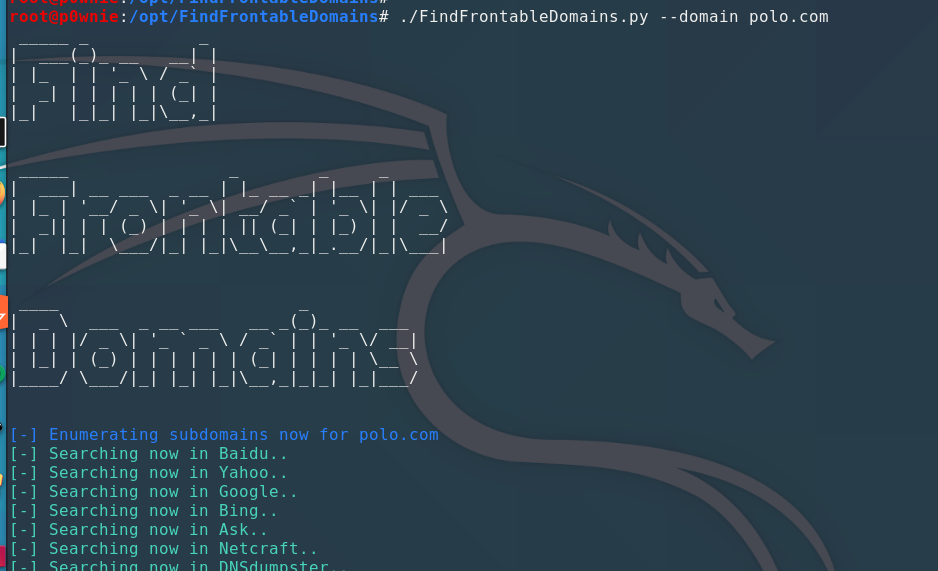 root@p0wnie:/opt/FindFrontableDomains#
root@p0wnie:/opt/FindFrontableDomains# ./FindFrontableDomains.py --domain polo.com
Find
Frontable
Domains
[-] Enumerating subdomains now for polo.com
[-] Searching now in Baidu..
[-] Searching now in Yahoo..
[-] Searching now in Google..
[-] Searching now in Bing..
[-] Searching now in Ask..
[-] Searching now in Netcraft..
[-] Searching now in DNSdumpster..